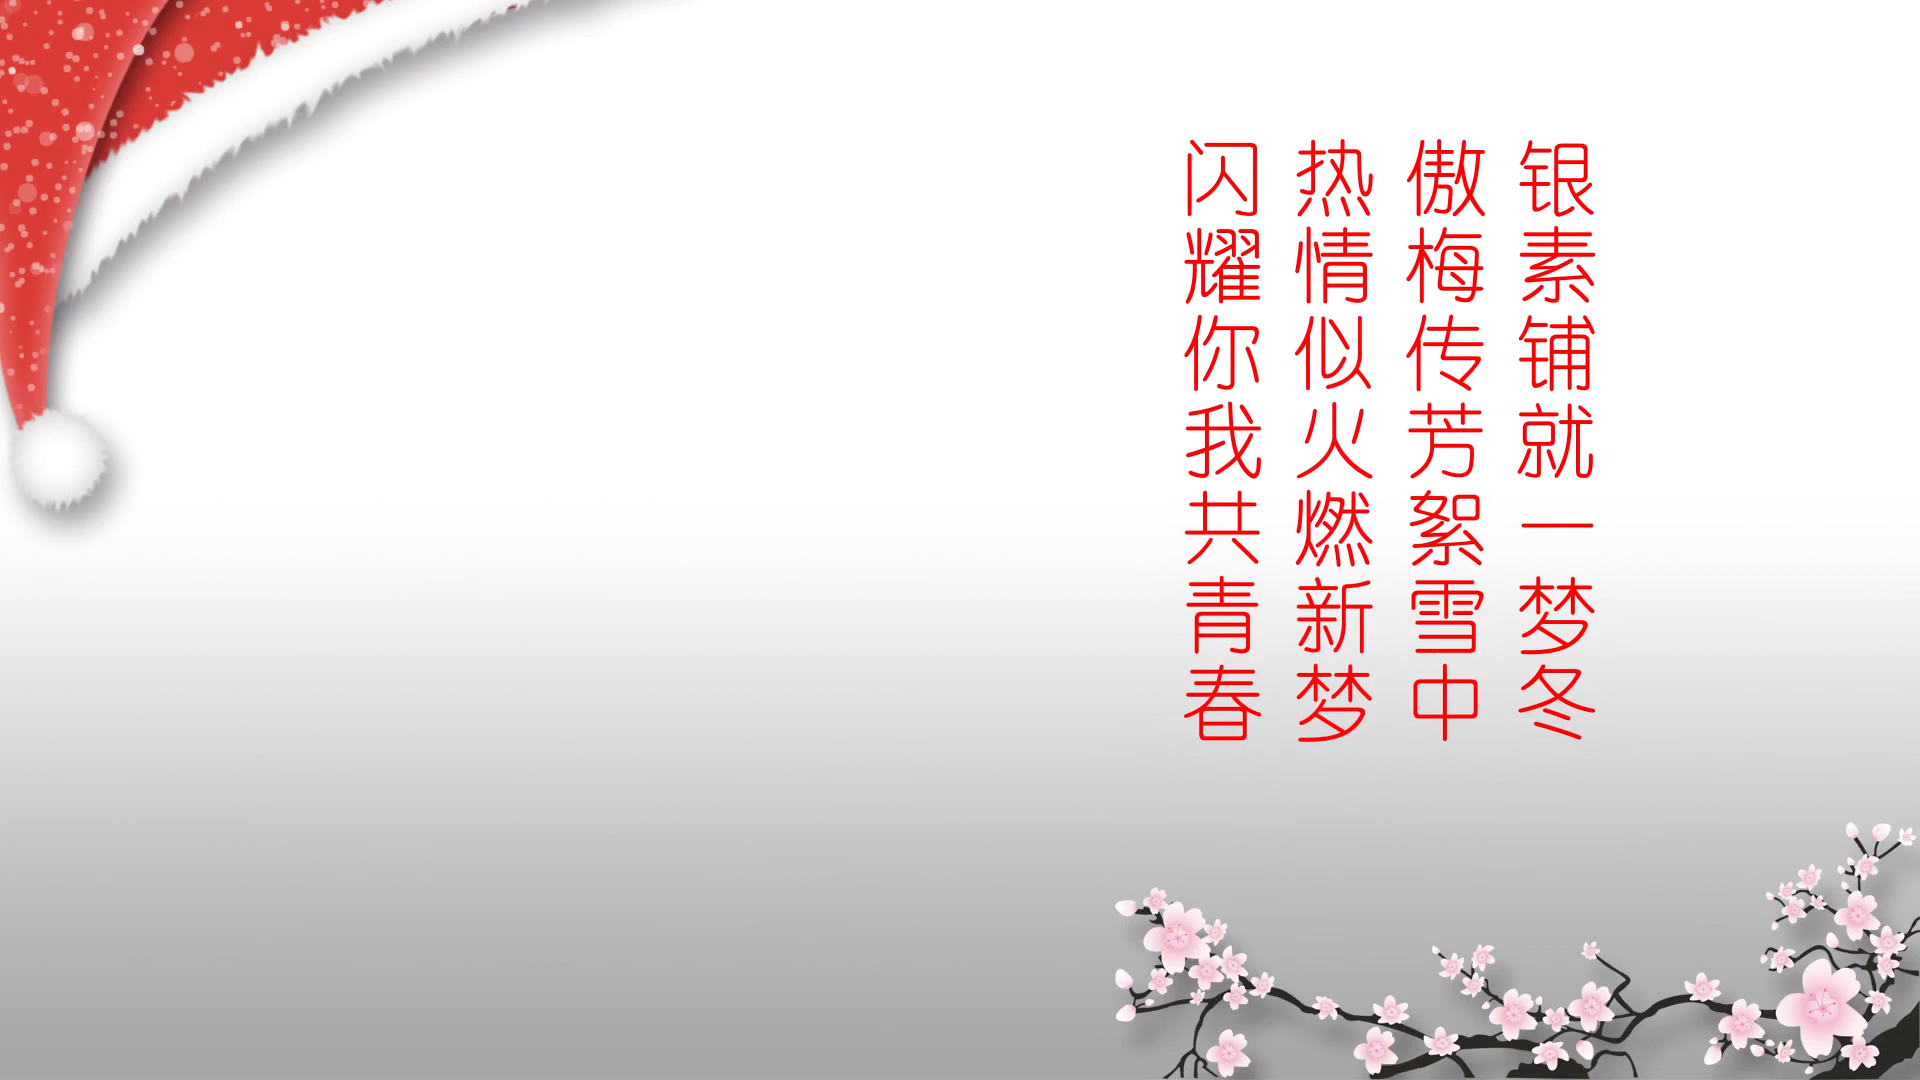 银素铺就一梦冬
傲梅传芳絮雪中
热情似火燃新梦
闪耀你我共青春